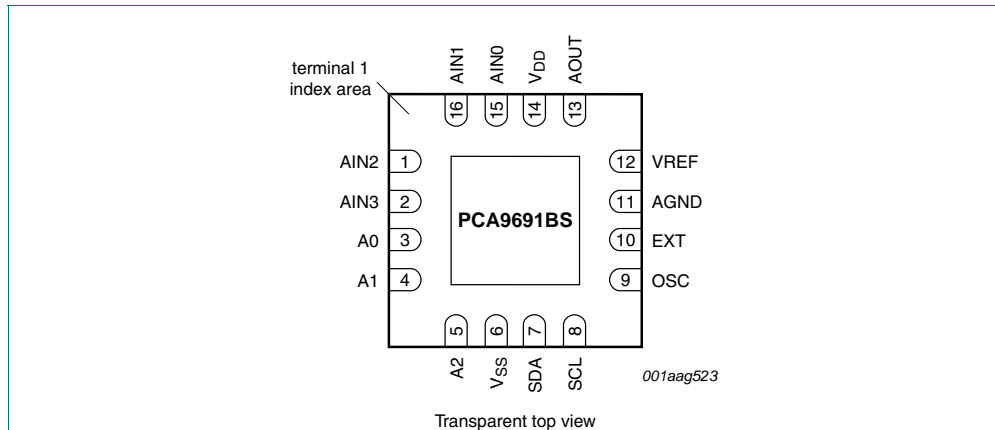 AIN1 AIN0 VDD AOUT
terminal 1
index area
16 15 14 13
AIN2 1 12 VREF
AIN3 2 11 AGND
PCA9691BS
A0 3 10 EXT
A1 4 9 OSC
5 6 7 8
A2 VSS SDA SCL
001aag523
Transparent top view